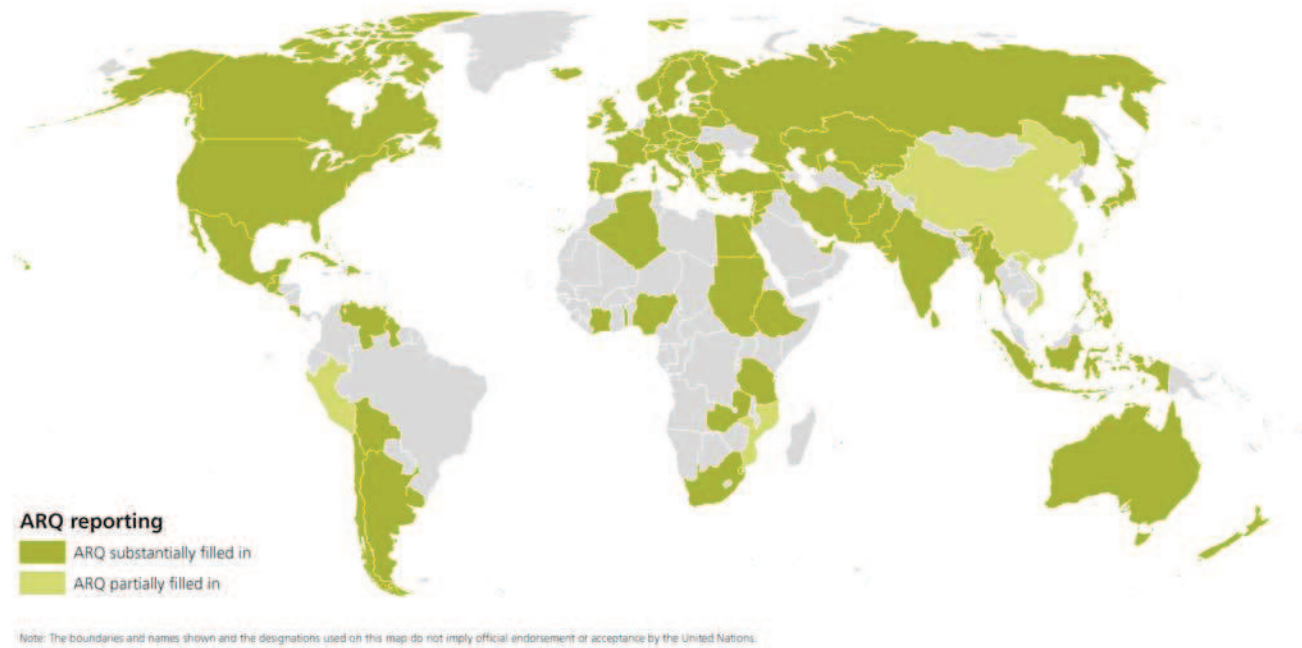 ARQ reporting
ARQ substantially filled in
ARQ partially filled in
Note: The boundaries and names shown and the designations used on this map do not imply official endorsement or acceptance by the United Nations.